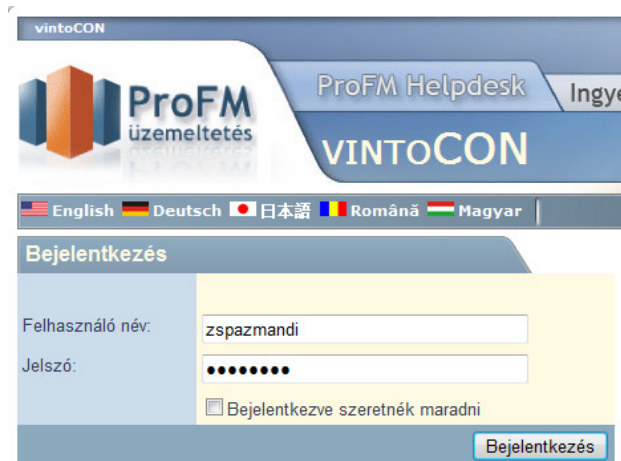 vintoCON
ProFM
üzemeltetés
ProFM Helpdesk
VINTOCON
English Deutsch 日本語 Română Magyar
Bejelentkezés
Felhasználó név: zspazmandi
Jelszó: ●●●●●●●●
Bejelentkezve szeretnék maradni
Bejelentkezés